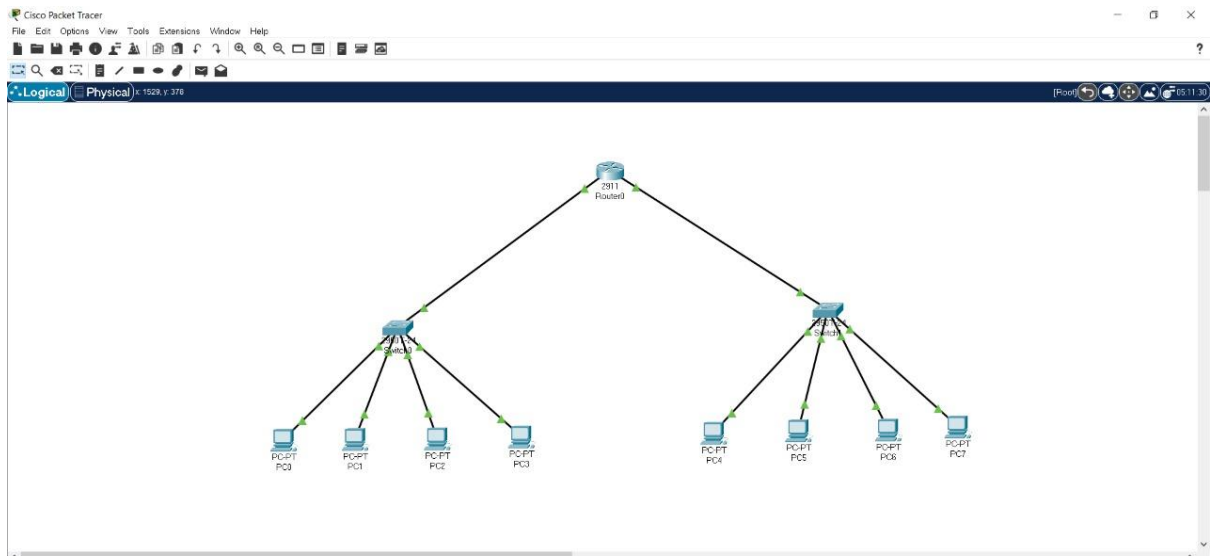 Cisco Packet Tracer
File Edit Options View Tools Extensions Window Help
?
Logical Physical x: 1529, y: 378 [Root] 05:11:30
2911
Router0
Switch0
PC-PT
PC0
PC-PT
PC1
PC-PT
PC2
PC-PT
PC3
PC-PT
PC4
PC-PT
PC5
PC-PT
PC6
PC-PT
PC7